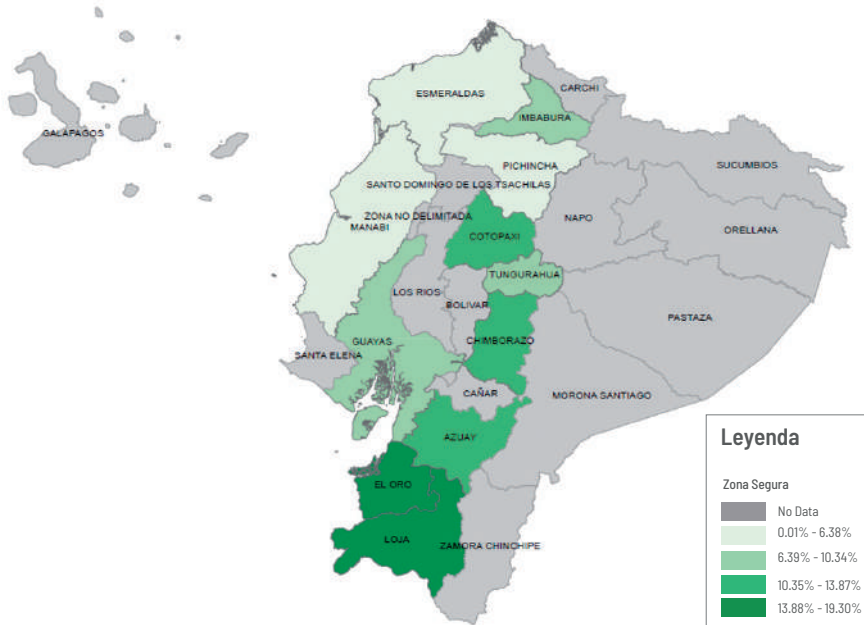 CARCHI
ESMERALDAS
IMBABURA
GALAPAGOS
PICHINCHA
SUCUMBIOS
SANTO DOMINGO DE LOS TSACHILAS
ZONA NO DELIMITADA
NAPO
MANABI
ORELLANA
COTOPAXI
TUNGURAHUA
LOS RIOS
BOLIVAR
PASTAZA
GUAYAS
CHIMBORAZO
SANTA ELENA
CAÑAR
MORONA SANTIAGO
AZUAY
EL ORO
LOJA
ZAMORA CHINCHIPE
Leyenda
Zona Segura
No Data
0.01% - 6.38%
6.39% - 10.34%
10.35% - 13.87%
13.88% - 19.30%